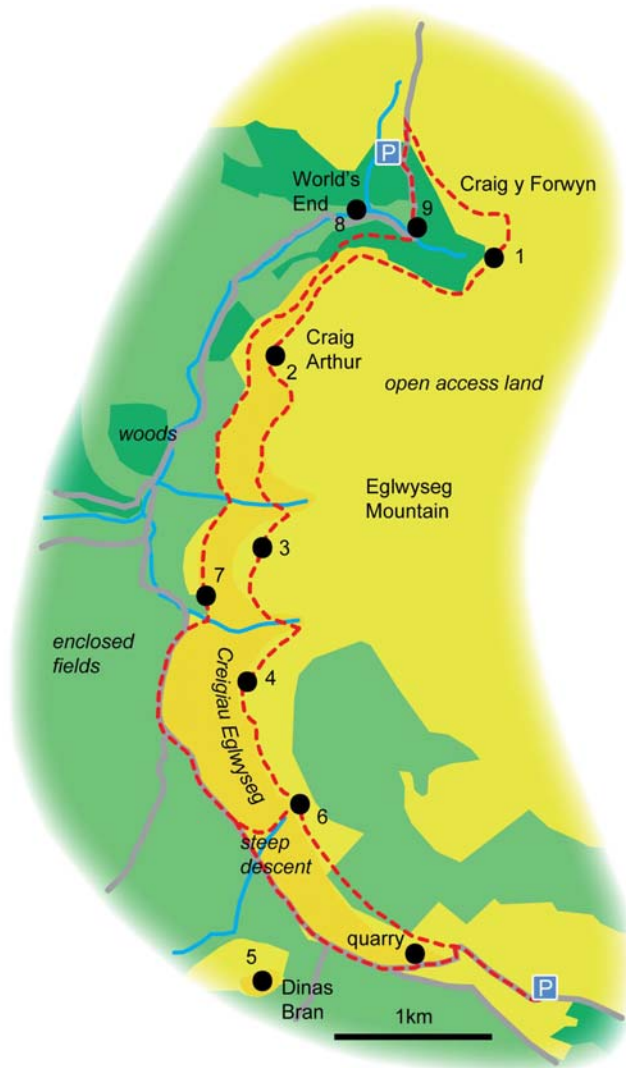 P
World's
End
Craig y Forwyn
9
8
1
Craig
Arthur
2
open access land
woods
Eglwyseg
Mountain
3
7
enclosed
fields
4
Creigiau Eglwyseg
6
steep
descent
quarry
5
Dinas
Bran
P
1km